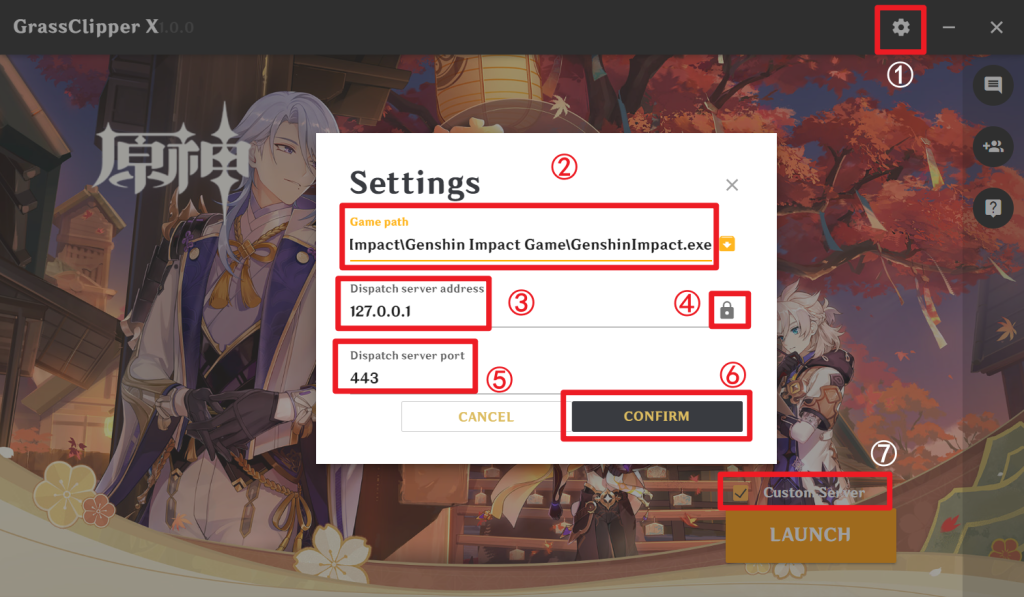 GrassClipper X1.0.0
①
原神
②
Settings
Game path
Impact\Genshin Impact Game\GenshinImpact.exe
Dispatch server address
127.0.0.1
③
④
Dispatch server port
443
⑤
⑥
CANCEL
CONFIRM
⑦
Custom Server
LAUNCH